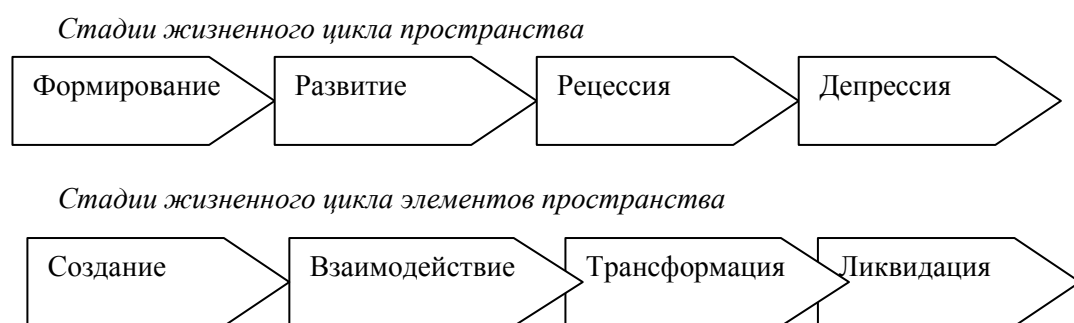 Стадии жизненного цикла пространства
Формирование Развитие Рецессия Депрессия
Стадии жизненного цикла элементов пространства
Создание Взаимодействие Трансформация Ликвидация